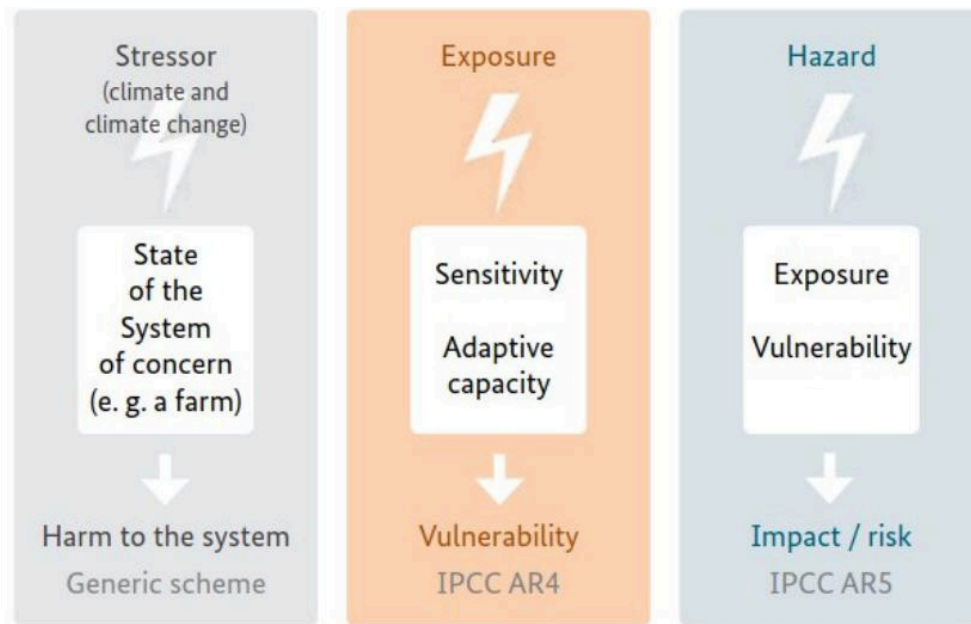 Stressor
(climate and
climate change)
State
of the
System
of concern
(e. g. a farm)
Harm to the system
Generic scheme
Exposure
Sensitivity
Adaptive
capacity
Vulnerability
IPCC AR4
Hazard
Exposure
Vulnerability
Impact / risk
IPCC AR5